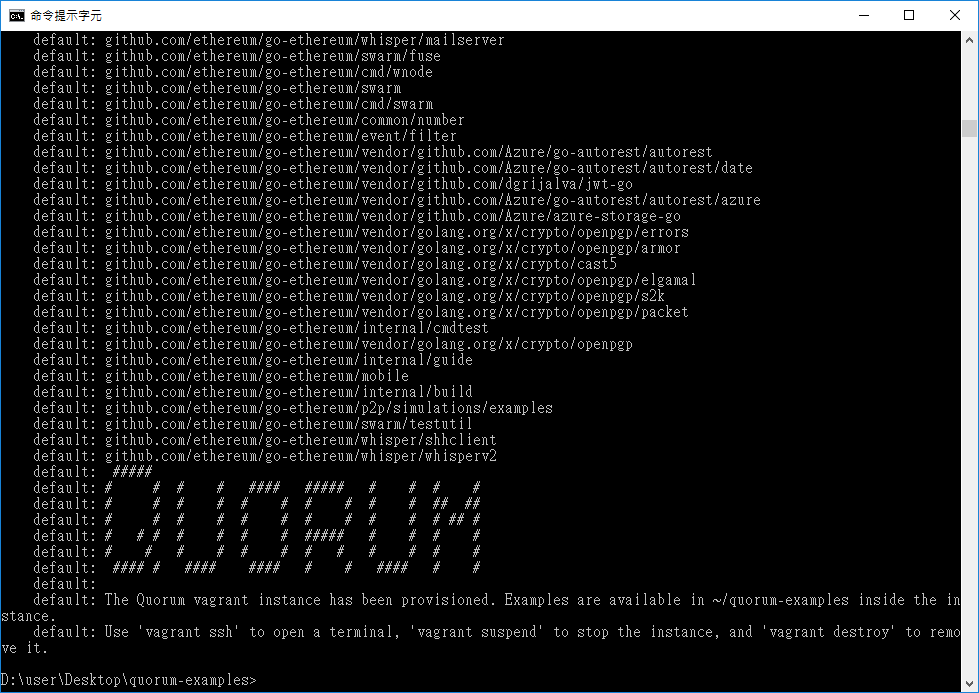 命令提示字元
default: github.com/ethereum/go-ethereum/whisper/mailserver
default: github.com/ethereum/go-ethereum/swarm/fuse
default: github.com/ethereum/go-ethereum/cmd/wnode
default: github.com/ethereum/go-ethereum/swarm
default: github.com/ethereum/go-ethereum/cmd/swarm
default: github.com/ethereum/go-ethereum/common/number
default: github.com/ethereum/go-ethereum/event/filter
default: github.com/ethereum/go-ethereum/vendor/github.com/Azure/go-autorest/autorest
default: github.com/ethereum/go-ethereum/vendor/github.com/Azure/go-autorest/autorest/date
default: github.com/ethereum/go-ethereum/vendor/github.com/dgrijalva/jwt-go
default: github.com/ethereum/go-ethereum/vendor/github.com/Azure/go-autorest/autorest/azure
default: github.com/ethereum/go-ethereum/vendor/github.com/Azure/azure-storage-go
default: github.com/ethereum/go-ethereum/vendor/golang.org/x/crypto/openpgp/errors
default: github.com/ethereum/go-ethereum/vendor/golang.org/x/crypto/openpgp/armor
default: github.com/ethereum/go-ethereum/vendor/golang.org/x/crypto/cast5
default: github.com/ethereum/go-ethereum/vendor/golang.org/x/crypto/openpgp/elgamal
default: github.com/ethereum/go-ethereum/vendor/golang.org/x/crypto/openpgp/s2k
default: github.com/ethereum/go-ethereum/vendor/golang.org/x/crypto/openpgp/packet
default: github.com/ethereum/go-ethereum/internal/cmdtest
default: github.com/ethereum/go-ethereum/vendor/golang.org/x/crypto/openpgp
default: github.com/ethereum/go-ethereum/internal/guide
default: github.com/ethereum/go-ethereum/mobile
default: github.com/ethereum/go-ethereum/internal/build
default: github.com/ethereum/go-ethereum/p2p/simulations/examples
default: github.com/ethereum/go-ethereum/swarm/testutil
default: github.com/ethereum/go-ethereum/whisper/shhclient
default: github.com/ethereum/go-ethereum/whisper/whisperv2
default:  #####
default: #     #  #    #   ####   #####   #    #  #    #
default: #     #  #    #  #    #  #    #  #    #  ##  ##
default: #     #  #    #  #    #  #    #  #    #  # ## #
default: #   # #  #    #  #    #  #####   #    #  #    #
default: #    #   #    #  #    #  #   #   #    #  #    #
default:  #### #   ####    ####   #    #   ####   #    #
default:
default: The Quorum vagrant instance has been provisioned. Examples are available in ~/quorum-examples inside the in
stance.
default: Use 'vagrant ssh' to open a terminal, 'vagrant suspend' to stop the instance, and 'vagrant destroy' to remo
ve it.
D:\user\Desktop\quorum-examples>